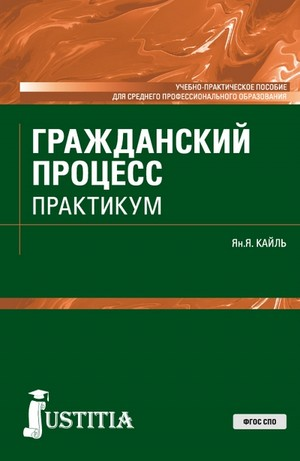 УЧЕБНО-ПРАКТИЧЕСКОЕ ПОСОБИЕ
ДЛЯ СРЕДНЕГО ПРОФЕССИОНАЛЬНОГО ОБРАЗОВАНИЯ
ГРАЖДАНСКИЙ
ПРОЦЕСС
ПРАКТИКУМ
Ян.Я. КАЙЛЬ
JUSTITIA
ФГОС СПО